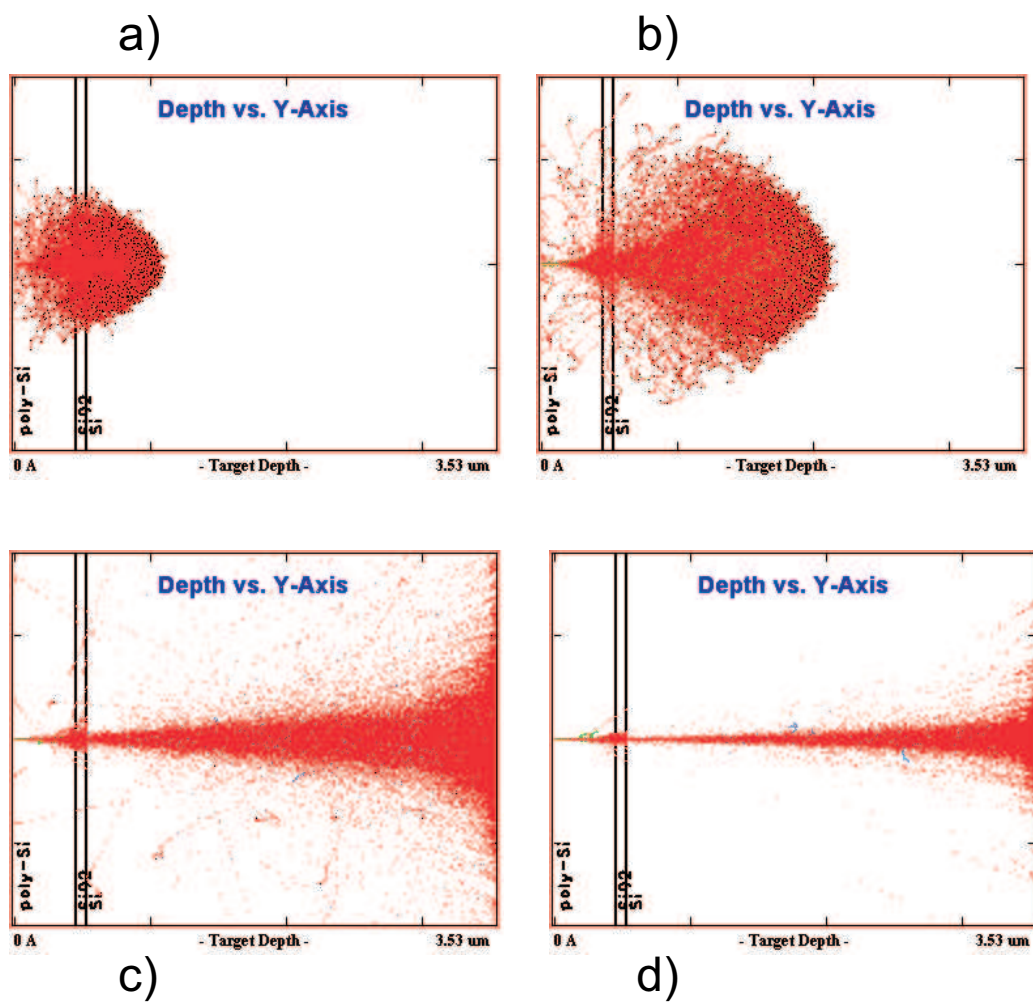 a)
b)
Depth vs. Y-Axis
poly-Si
SiO2
Si
0 A
- Target Depth -
3.53 um
Depth vs. Y-Axis
poly-Si
SiO2
Si
0 A
- Target Depth -
3.53 um
Depth vs. Y-Axis
poly-Si
SiO2
Si
0 A
- Target Depth -
3.53 um
Depth vs. Y-Axis
poly-Si
SiO2
Si
0 A
- Target Depth -
3.53 um
c)
d)